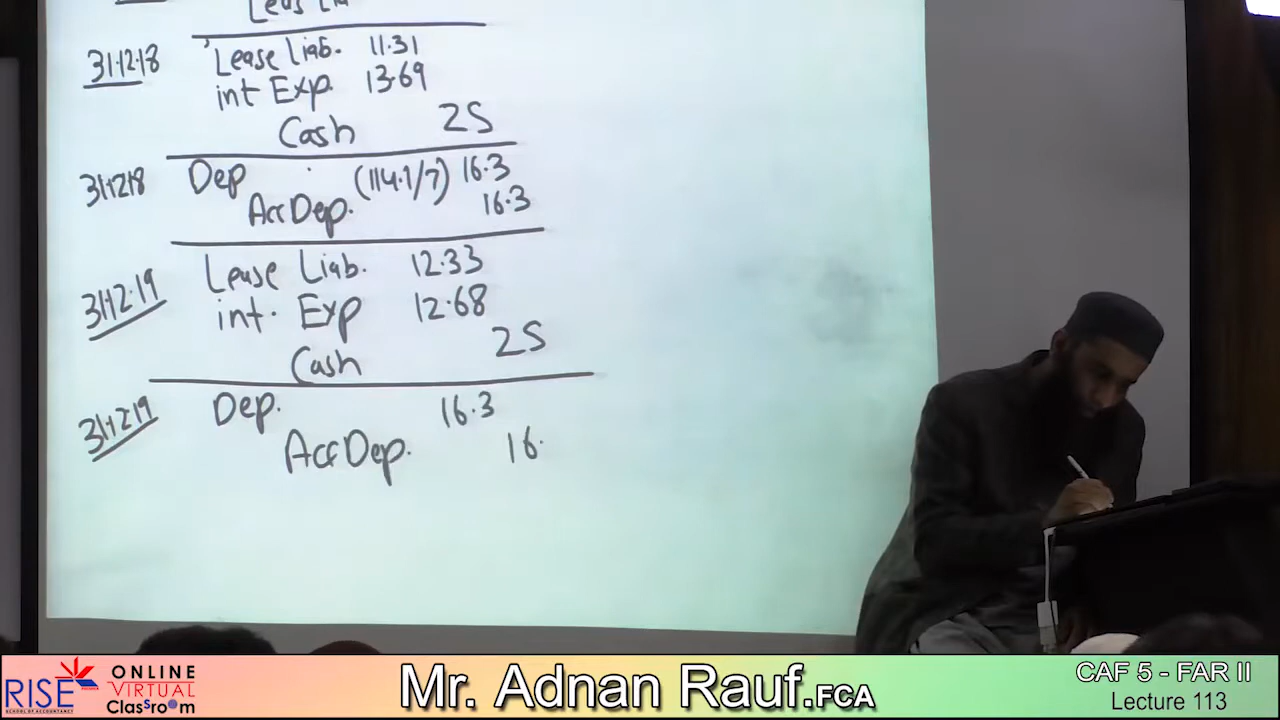 31.12.18 Lease Liab. 11.31
int Exp. 13.69
Cash 25
31.12.18 Dep (114.1/7) 16.3
Acc Dep. 16.3
31.12.19 Lease Liab. 12.33
int. Exp 12.68
Cash 25
31.12.19 Dep. 16.3
Acc Dep. 16.
RISE
SCHOOL OF ACCOUNTANCY
ONLINE
VIRTUAL
Classroom
Mr. Adnan Rauf.FCA
CAF 5 - FAR II
Lecture 113